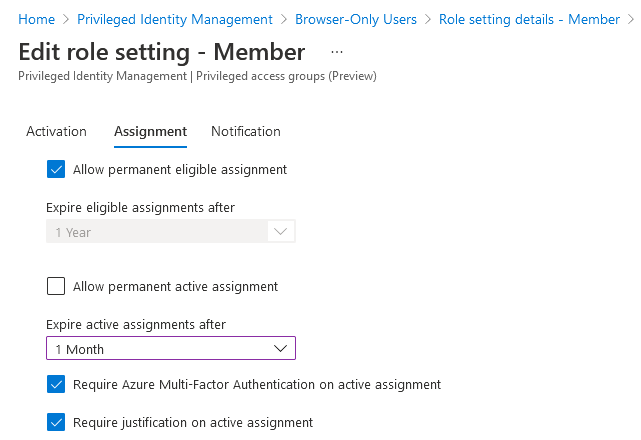 Home > Privileged Identity Management > Browser-Only Users > Role setting details - Member >
Edit role setting - Member ...
Privileged Identity Management | Privileged access groups (Preview)
Activation Assignment Notification
Allow permanent eligible assignment
Expire eligible assignments after
1 Year
Allow permanent active assignment
Expire active assignments after
1 Month
Require Azure Multi-Factor Authentication on active assignment
Require justification on active assignment